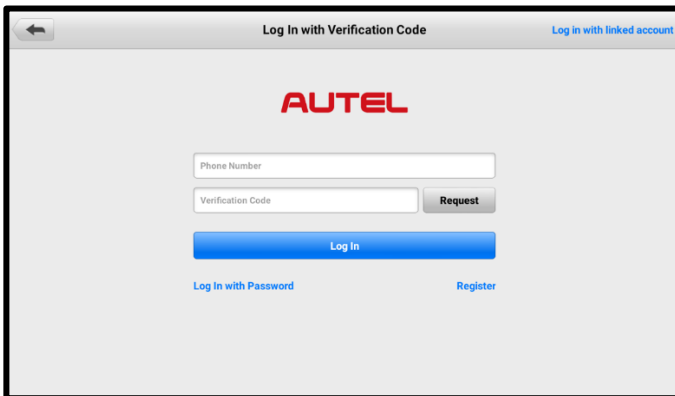 Log In with Verification Code
Log in with linked account
AUTEL
Phone Number
Verification Code
Request
Log In
Log In with Password
Register